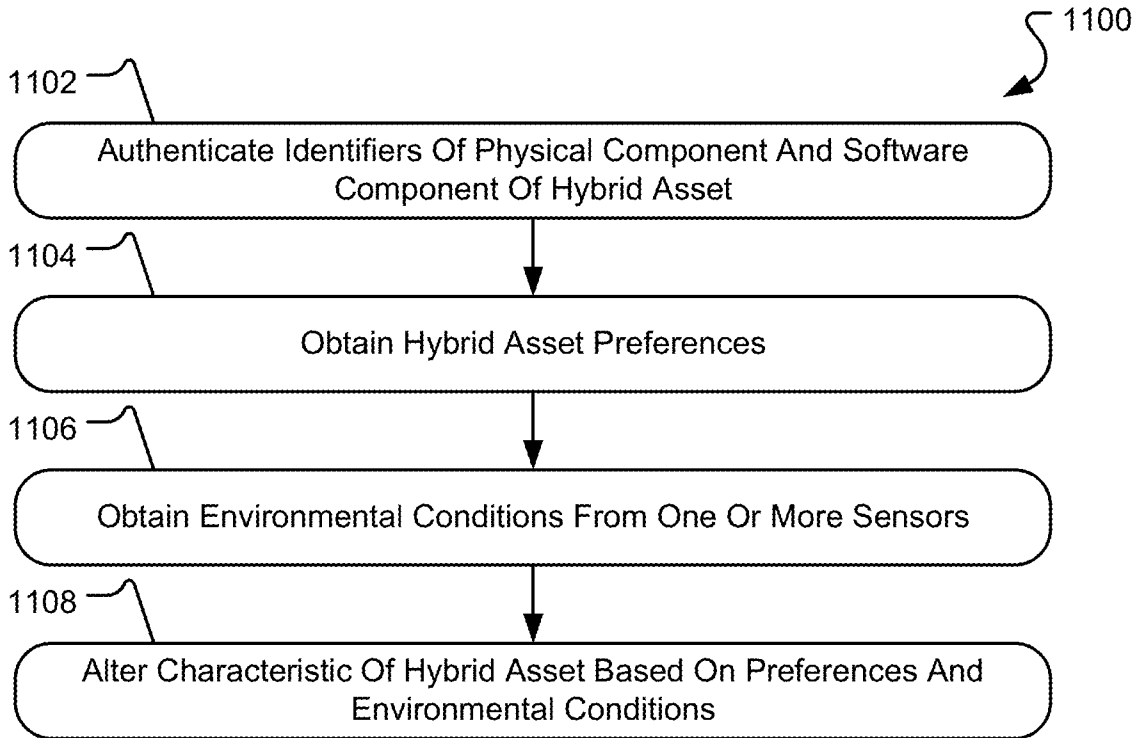 1100
1102
Authenticate Identifiers Of Physical Component And Software
Component Of Hybrid Asset
1104
Obtain Hybrid Asset Preferences
1106
Obtain Environmental Conditions From One Or More Sensors
1108
Alter Characteristic Of Hybrid Asset Based On Preferences And
Environmental Conditions